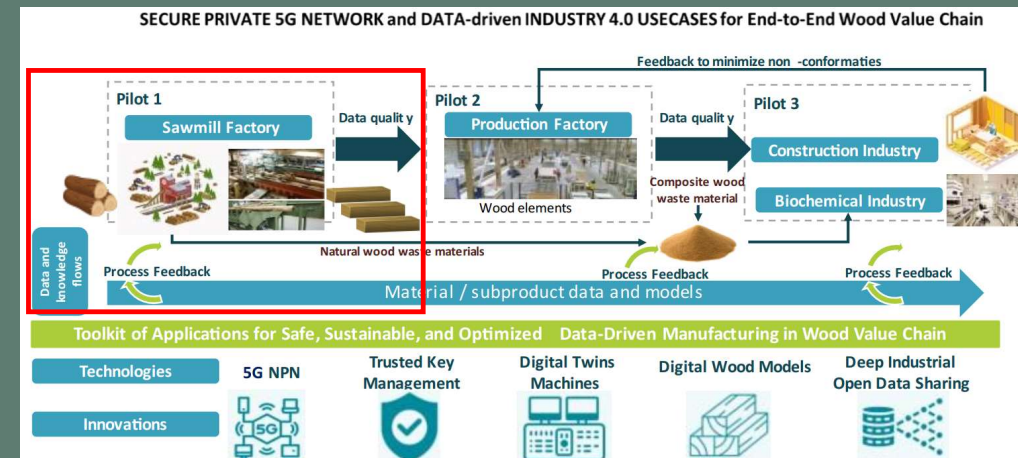 SECURE PRIVATE 5G NETWORK and DATA-driven INDUSTRY 4.0 USECASES for End-to-End Wood Value Chain
Feedback to minimize non -conformaties
Pilot 1
Sawmill Factory
Data qualit y
Pilot 2
Production Factory
Wood elements
Data quality
Composite wood
waste material
Pilot 3
Construction Industry
Biochemical Industry
Natural wood waste materials
Data and
knowledge
flows
Process Feedback
Process Feedback
Process Feedback
Material / subproduct data and models
Toolkit of Applications for Safe, Sustainable, and Optimized Data-Driven Manufacturing in Wood Value Chain
Technologies
5G NPN
Trusted Key
Management
Digital Twins
Machines
Digital Wood Models
Deep Industrial
Open Data Sharing
Innovations
5G